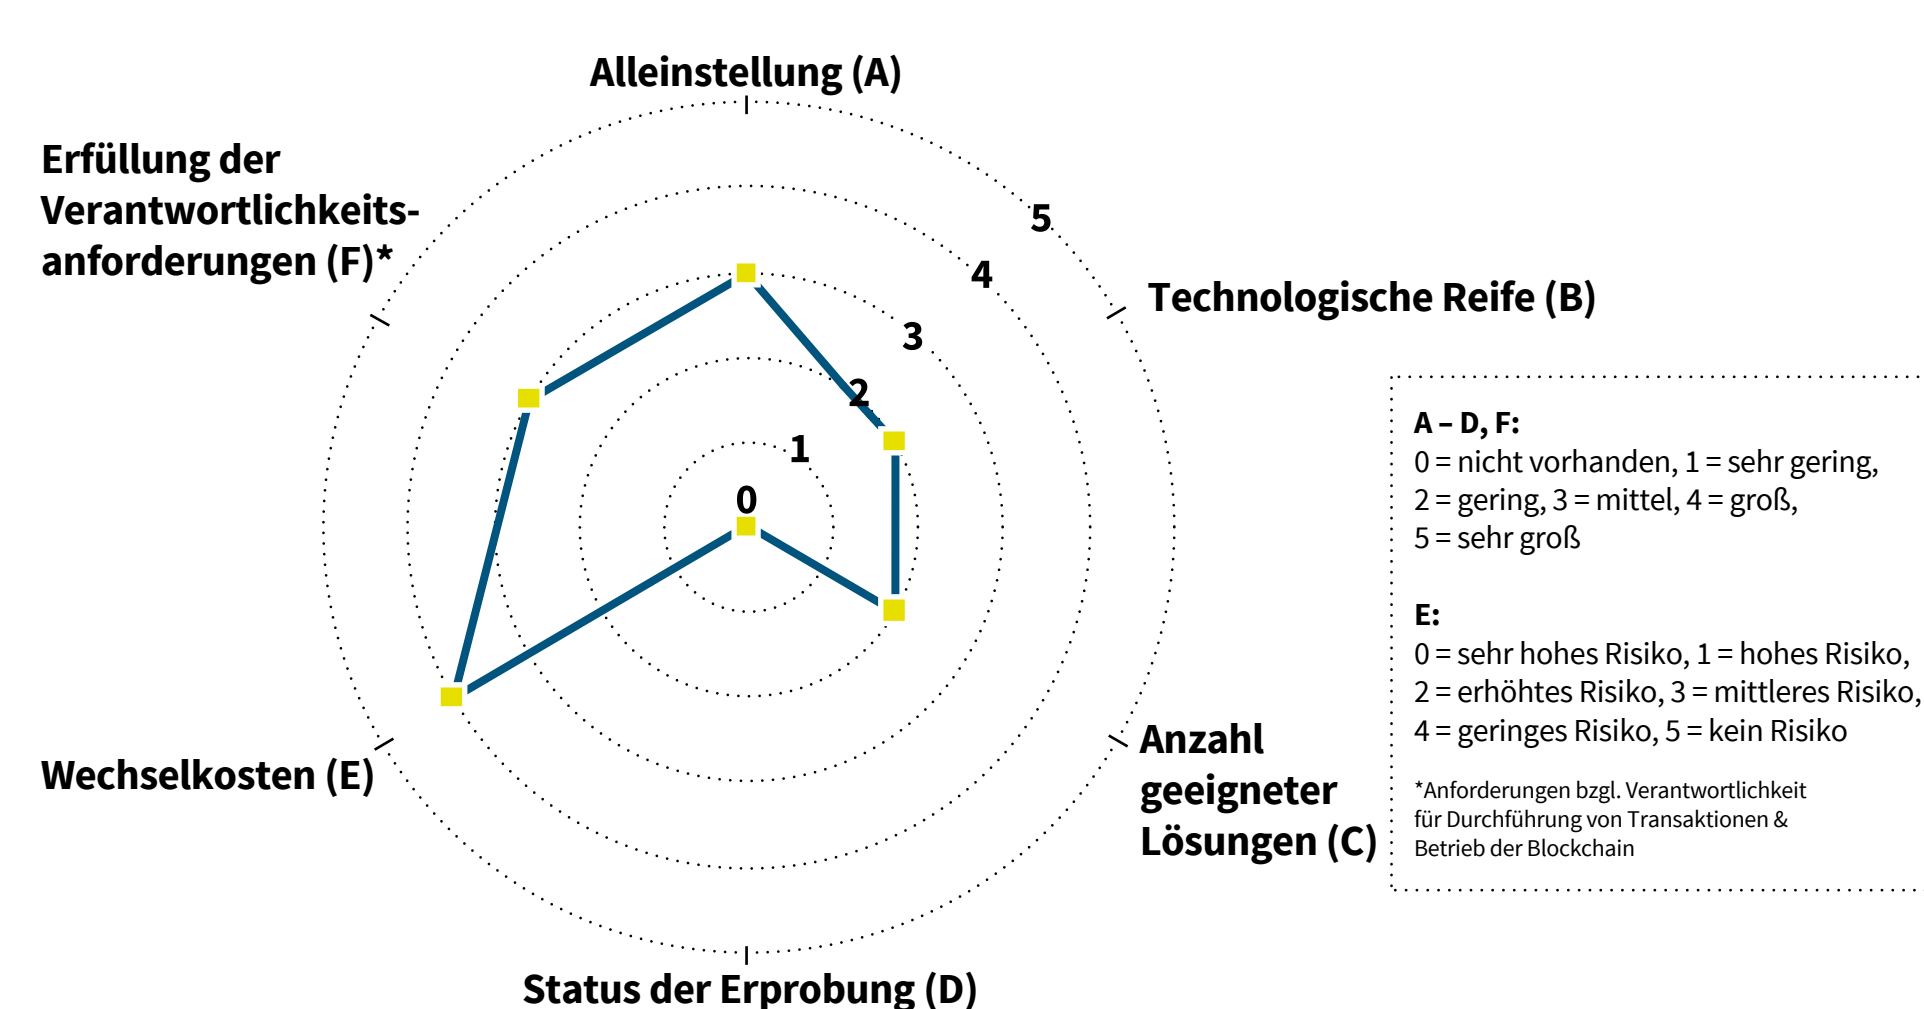 Alleinstellung (A)
Erfüllung der
Verantwortlichkeits-
anforderungen (F)*
5
4
3
2
1
0
Technologische Reife (B)
Anzahl
geeigneter
Lösungen (C)
Status der Erprobung (D)
Wechselkosten (E)
A – D, F:
0 = nicht vorhanden, 1 = sehr gering,
2 = gering, 3 = mittel, 4 = groß,
5 = sehr groß
E:
0 = sehr hohes Risiko, 1 = hohes Risiko,
2 = erhöhtes Risiko, 3 = mittleres Risiko,
4 = geringes Risiko, 5 = kein Risiko
*Anforderungen bzgl. Verantwortlichkeit
für Durchführung von Transaktionen &
Betrieb der Blockchain